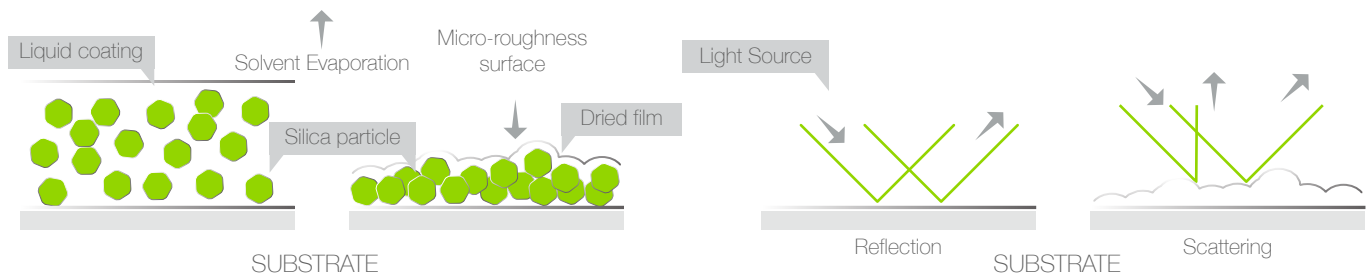 Liquid coating
Solvent Evaporation
Micro-roughness
surface
Silica particle
Dried film
SUBSTRATE
Light Source
Reflection
Scattering
SUBSTRATE